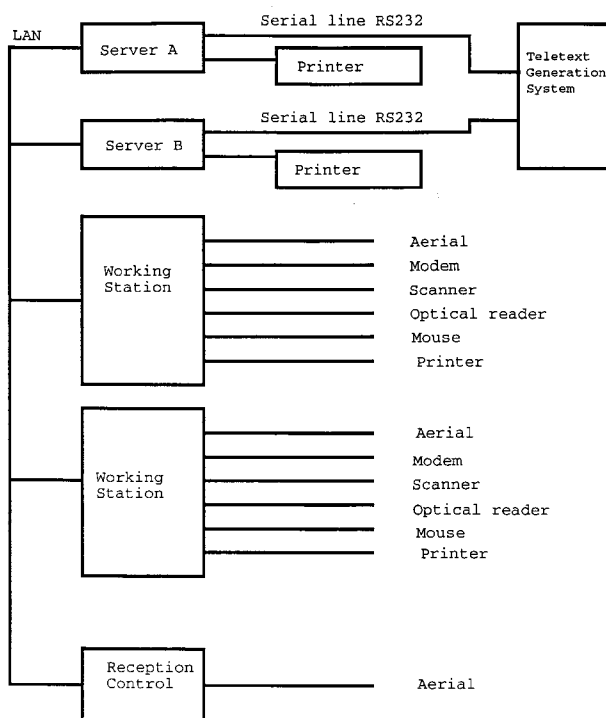 Serial line RS232
LAN
Server A
Printer
Teletext
Generation
System
Serial line RS232
Server B
Printer
Working
Station
Aerial
Modem
Scanner
Optical reader
Mouse
Printer
Working
Station
Aerial
Modem
Scanner
Optical reader
Mouse
Printer
Reception
Control
Aerial